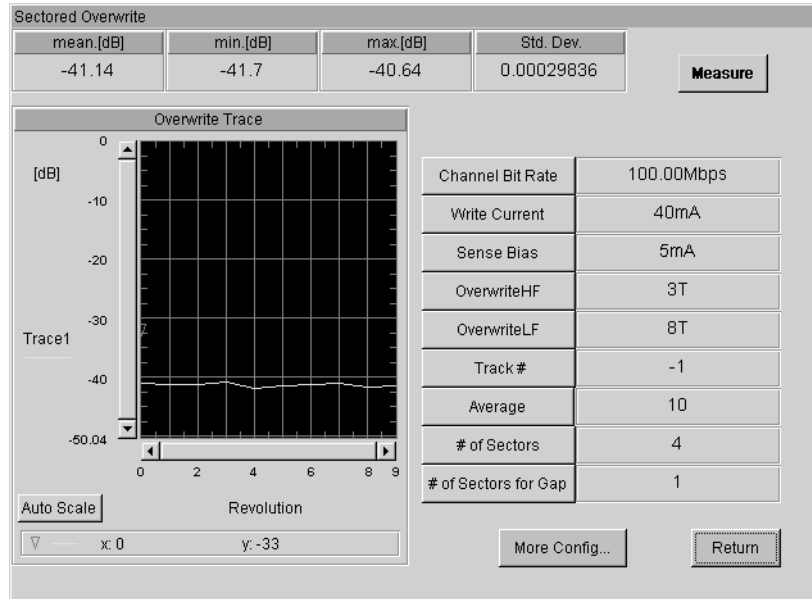 Sectored Overwrite
mean.[dB] min.[dB] max.[dB] Std. Dev.
-41.14 -41.7 -40.64 0.00029836
Measure
Overwrite Trace
[dB]
0
-10
-20
-30
Trace1
-40
-50.04
0 2 4 6 8 9
Auto Scale Revolution
x: 0 y: -33
Channel Bit Rate 100.00Mbps
Write Current 40mA
Sense Bias 5mA
OverwriteHF 3T
OverwriteLF 8T
Track # -1
Average 10
# of Sectors 4
# of Sectors for Gap 1
More Config... Return